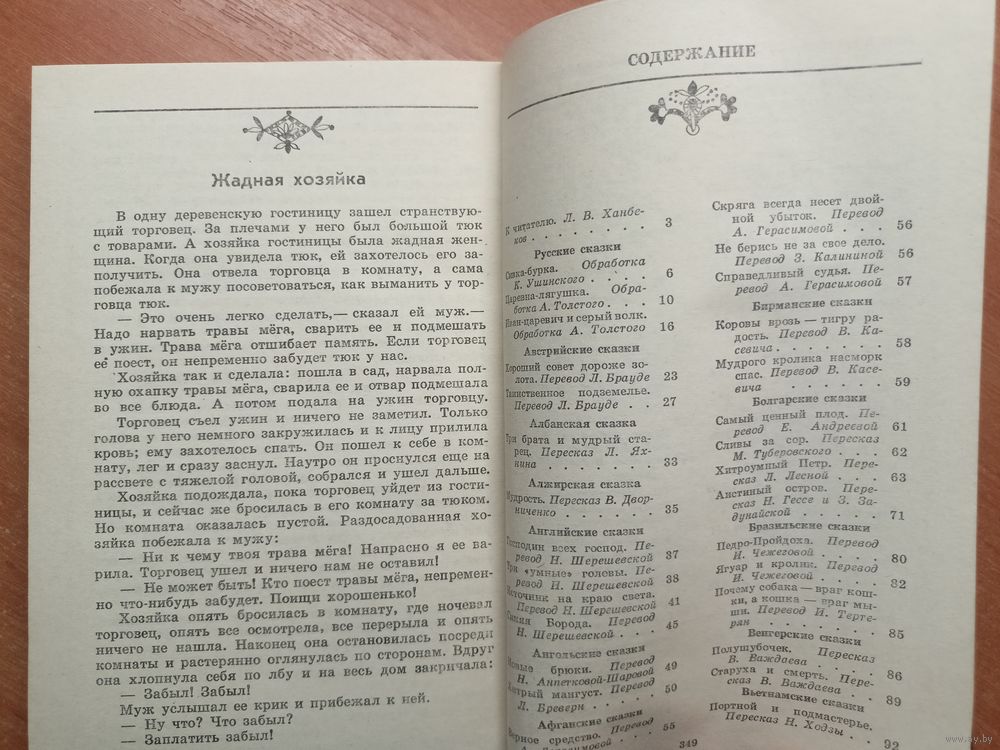 Жадная хозяйка
В одну деревенскую гостиницу зашел странствую-
щий торговец. За плечами у него был большой тюк
с товарами. А хозяйка гостиницы была жадная жен-
щина. Когда она увидела тюк, ей захотелось его за-
получить. Она отвела торговца в комнату, а сама
побежала к мужу посоветоваться, как выманить у тор-
говца тюк.
— Это очень легко сделать,— сказал ей муж.—
Надо нарвать травы мёга, сварить ее и подмешать
в ужин. Трава мёга отшибает память. Если торговец
ее поест, он непременно забудет тюк у нас.
Хозяйка так и сделала: пошла в сад, нарвала пол-
ную охапку травы мёга, сварила ее и отвар подмешала
во все блюда. А потом подала на ужин торговцу.
Торговец съел ужин и ничего не заметил. Только
голова у него немного закружилась и к лицу прилила
кровь; ему захотелось спать. Он пошел к себе в ком-
нату, лег и сразу заснул. Наутро он проснулся еще на
рассвете с тяжелой головой, собрался и ушел дальше.
Хозяйка подождала, пока торговец уйдет из гости-
ницы, и сейчас же бросилась в его комнату за тюком.
Но комната оказалась пустой. Раздосадованная хо-
зяйка побежала к мужу:
— Ни к чему твоя трава мёга! Напрасно я ее ва-
рила. Торговец ушел и ничего нам не оставил!
— Не может быть! Кто поест травы мёга, непремен-
но что-нибудь забудет. Поищи хорошенько!
Хозяйка опять бросилась в комнату, где ночевал
торговец, опять все осмотрела, все перерыла и опять
ничего не нашла. Наконец она остановилась посреди
комнаты и растерянно оглянулась по сторонам. Вдруг
она хлопнула себя по лбу и на весь дом закричала:
— Забыл! Забыл!
Муж услышал ее крик и прибежал к ней.
— Ну что? Что забыл?
— Заплатить забыл!
СОДЕРЖАНИЕ
К читателю. Л. В. Ханбе-
ков . . . . . . . . 3
Русские сказки
Сивка-бурка. Обработка
К. Ушинского . . . 6
Царевна-лягушка. Обра-
ботка А. Толстого . . . 10
Иван-царевич и серый волк.
Обработка А. Толстого 16
Австрийские сказки
Хороший совет дороже зо-
лота. Перевод Л. Брауде 23
Таинственное подземелье.
Перевод Л. Брауде . . 27
Албанская сказка
Три брата и мудрый ста-
рец. Пересказ Л. Ях-
нина . . . . . . . 33
Алжирская сказка
Мудрость. Пересказ В. Двор-
ниченко . . . . . . 35
Английские сказки
Господин всех господ. Пе-
ревод Н. Шерешевской 37
Три «умные» головы. Пе-
ревод Н. Шерешевской 38
Источник на краю света.
Перевод Н. Шерешевской 41
Синяя Борода. Перевод
Н. Шерешевской . . . 45
Ангольские сказки
Новые брюки. Перевод
Н. Анпетковой-Шаровой 49
Хитрый мангуст. Перевод
Л. Бреверн . . . . 50
Афганские сказки
Верное средство. Перевод
А. Герасимовой . . . 55
Скряга всегда несет двой-
ной убыток. Перевод
А. Герасимовой . . . 56
Не берись не за свое дело.
Перевод З. Калининой 56
Справедливый судья. Пе-
ревод А. Герасимовой 57
Бирманские сказки
Коровы врозь — тигру ра-
дость. Перевод В. Ка-
севича . . . . . . . 58
Мудрого кролика насморк
спас. Перевод В. Касе-
вича . . . . . . . 59
Болгарские сказки
Самый ценный плод. Пе-
ревод Е. Андреевой 61
Сливы за сор. Пересказ
М. Туберовского . . . 62
Хитроумный Петр. Пере-
сказ Л. Лесной . . . 63
Аистиный остров. Пере-
сказ Н. Гессе и З. За-
дунайской . . . . . 71
Бразильские сказки
Педро-Пройдоха. Перевод
И. Чежеговой . . . 80
Ягуар и кролик. Перевод
И. Чежеговой . . . 82
Почему собака — враг кош-
ки, а кошка — враг мы-
ши. Перевод И. Терте-
рян . . . . . . . 85
Венгерские сказки
Полушубочек. Пересказ
В. Важдаева . . . . 86
Старуха и смерть. Пере-
сказ В. Важдаева . . . 89
Вьетнамские сказки
Портной и подмастерье.
Пересказ Н. Ходзы . . 92
349
www.ay.by